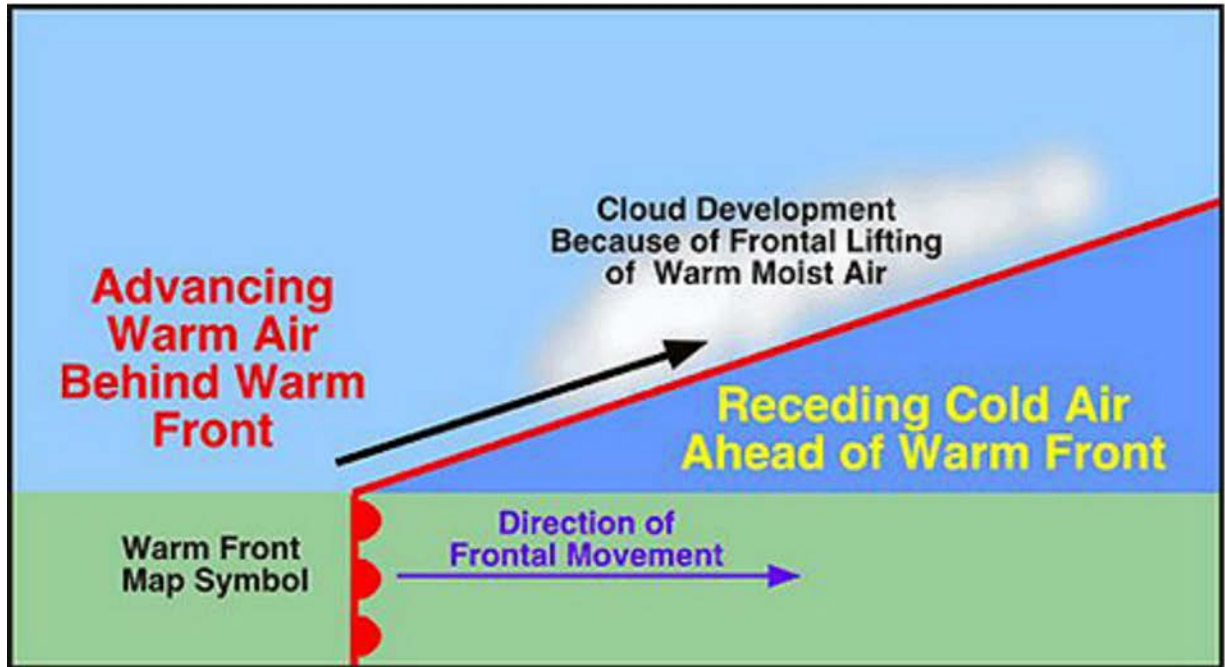 Cloud Development
Because of Frontal Lifting
of Warm Moist Air
Advancing
Warm Air
Behind Warm
Front
Receding Cold Air
Ahead of Warm Front
Warm Front
Map Symbol
Direction of
Frontal Movement